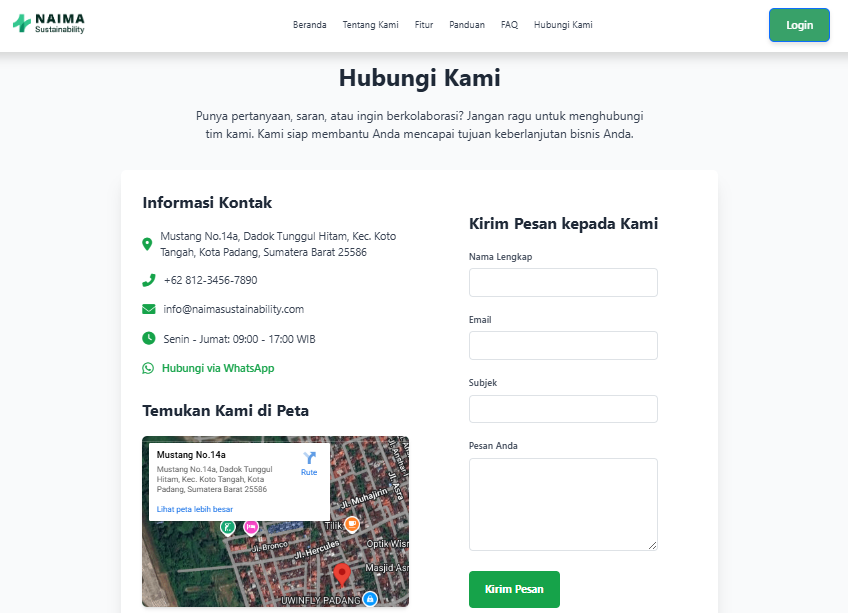 NAIMA
Sustainability
Beranda
Tentang Kami
Fitur
Panduan
FAQ
Hubungi Kami
Login
Hubungi Kami
Punya pertanyaan, saran, atau ingin berkolaborasi? Jangan ragu untuk menghubungi
tim kami. Kami siap membantu Anda mencapai tujuan keberlanjutan bisnis Anda.
Informasi Kontak
Mustang No.14a, Dadok Tunggul Hitam, Kec. Koto
Tangah, Kota Padang, Sumatera Barat 25586
+62 812-3456-7890
info@naimasustainability.com
Senin - Jumat: 09:00 - 17:00 WIB
Hubungi via WhatsApp
Temukan Kami di Peta
Mustang No.14a
Mustang No.14a, Dadok Tunggul
Hitam, Kec. Koto Tangah, Kota
Padang, Sumatera Barat 25586
Rute
Lihat peta lebih besar
Jl. Muhajirin
Jl. Asra
Tilik
Jl. Bronco
Jl. Hercules
Optik Wisr
Masjid Asr
UWINFLY PADANG
Kirim Pesan kepada Kami
Nama Lengkap
Email
Subjek
Pesan Anda
Kirim Pesan